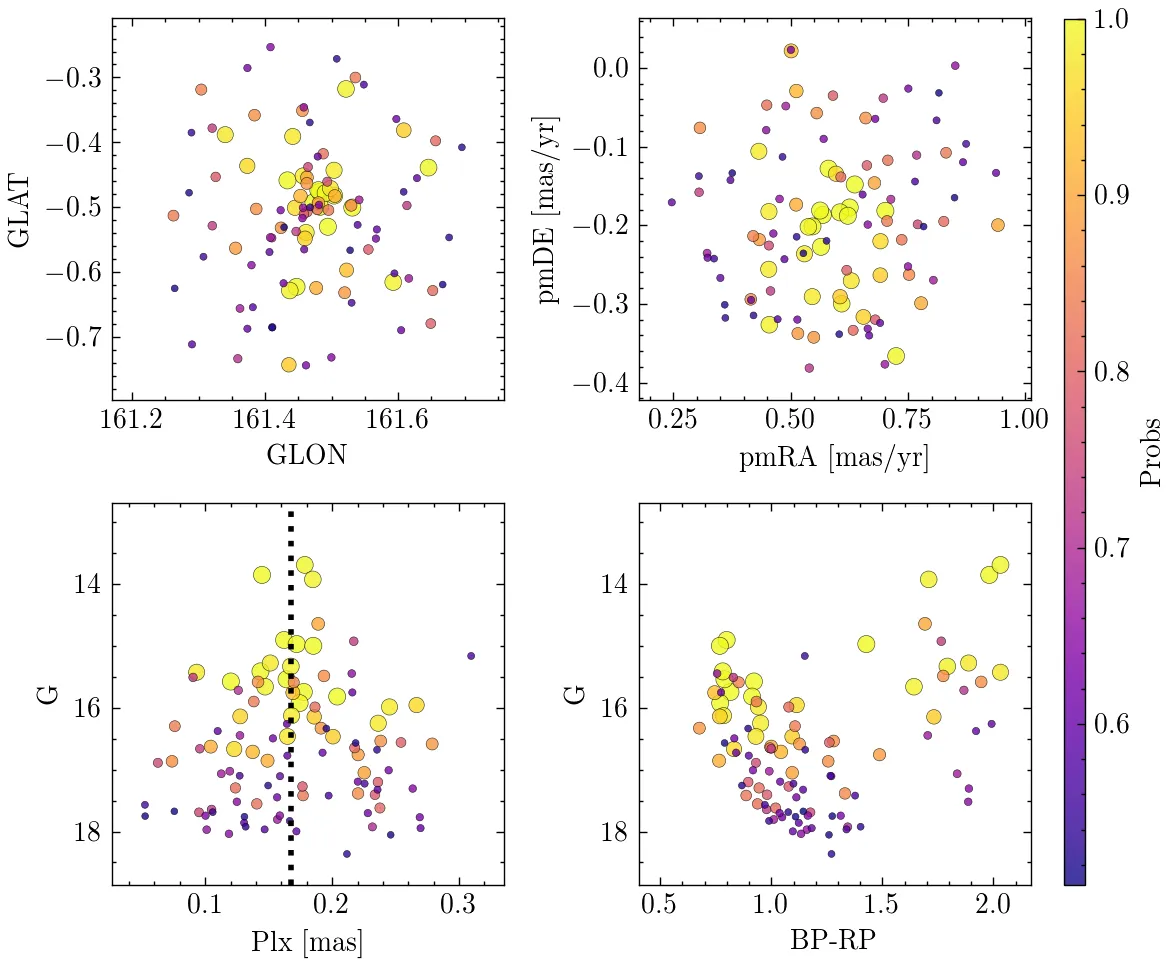 −0.3
−0.4
−0.5
−0.6
−0.7
GLAT
161.2 161.4 161.6
GLON
0.0
−0.1
−0.2
−0.3
−0.4
pmDE [mas/yr]
0.25 0.50 0.75 1.00
pmRA [mas/yr]
1.0
0.9
0.8
0.7
0.6
Probs
14
16
18
G
0.1 0.2 0.3
Plx [mas]
14
16
18
G
0.5 1.0 1.5 2.0
BP-RP